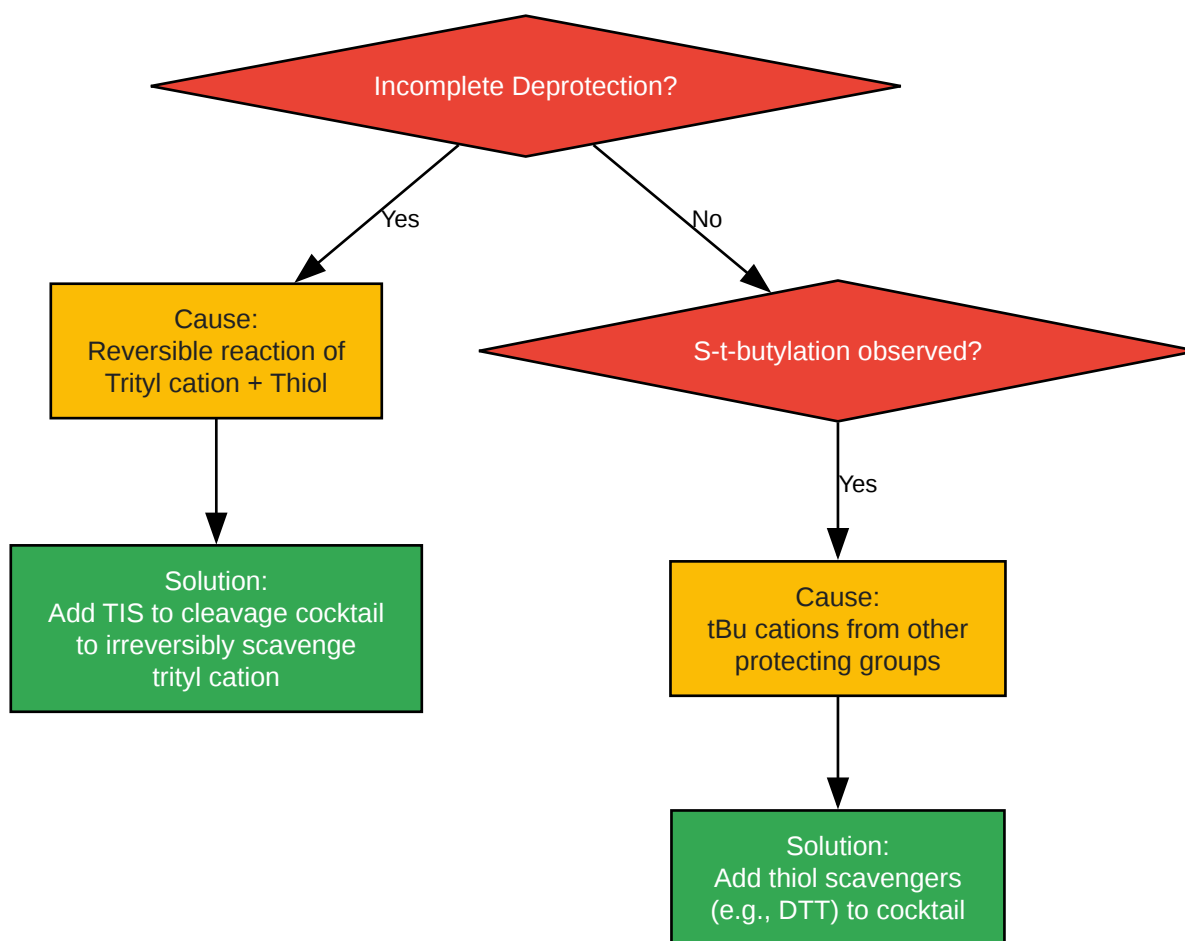 Incomplete Deprotection?
Yes
No
Cause:
Reversible reaction of
Trityl cation + Thiol
S-t-butylation observed?
Yes
Solution:
Add TIS to cleavage cocktail
to irreversibly scavenge
trityl cation
Cause:
tBu cations from other
protecting groups
Solution:
Add thiol scavengers
(e.g., DTT) to cocktail